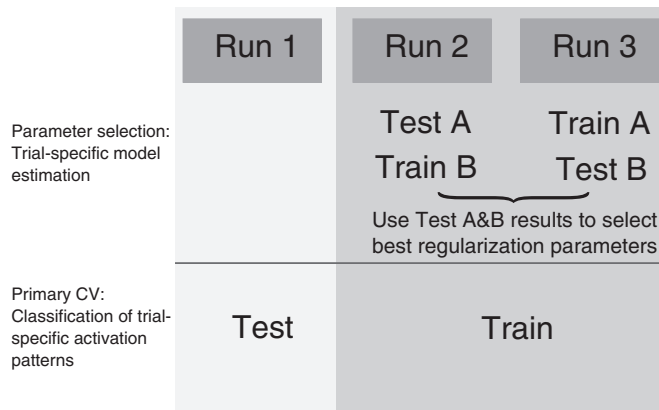 Run 1
Run 2
Run 3
Parameter selection:
Trial-specific model
estimation
Test A
Train A
Train B
Test B
Use Test A&B results to select
best regularization parameters
Primary CV:
Classification of trial-
specific activation
patterns
Test
Train